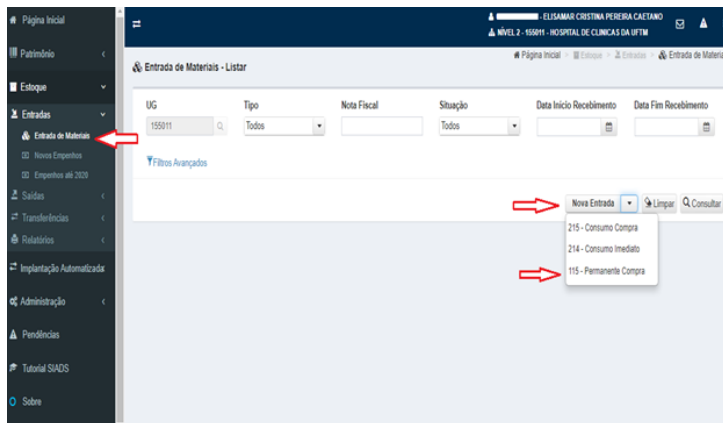 Página Inicial
Patrimônio
Estoque
Entradas
Entrada de Materiais
Novos Empenhos
Empenhos até 2020
Saídas
Transferências
Relatórios
Implantação Automatizada
Administração
Pendências
Tutorial SIADS
Sobre
- ELISAMAR CRISTINA PEREIRA CAETANO
NÍVEL 2 - 155011 - HOSPITAL DE CLINICAS DA UFTM
Página Inicial > Estoque > Entradas > Entrada de Materia
Entrada de Materiais - Listar
UG Tipo Nota Fiscal Situação Data Início Recebimento Data Fim Recebimento
155011 Todos Todos
Filtros Avançados
Nova Entrada Limpar Consultar
215 - Consumo Compra
214 - Consumo Imediato
115 - Permanente Compra